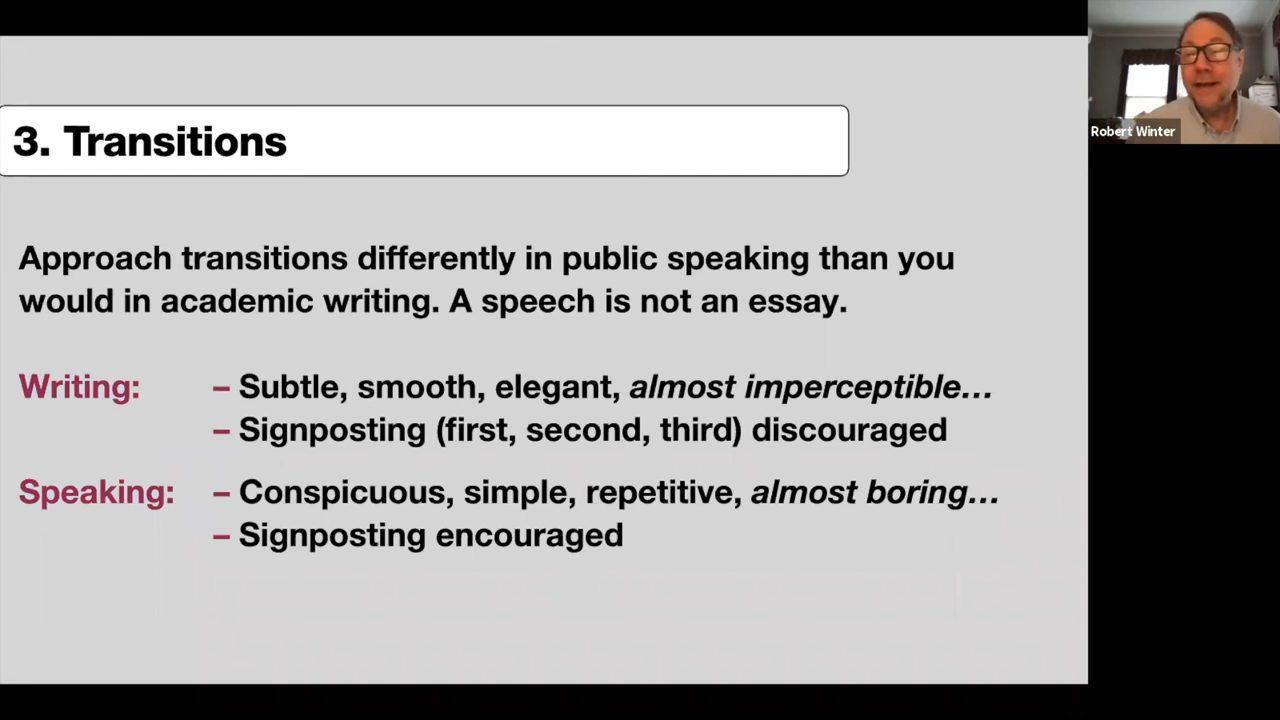 3. Transitions
Robert Winter
Approach transitions differently in public speaking than you
would in academic writing. A speech is not an essay.
Writing: – Subtle, smooth, elegant, almost imperceptible…
– Signposting (first, second, third) discouraged
Speaking: – Conspicuous, simple, repetitive, almost boring…
– Signposting encouraged